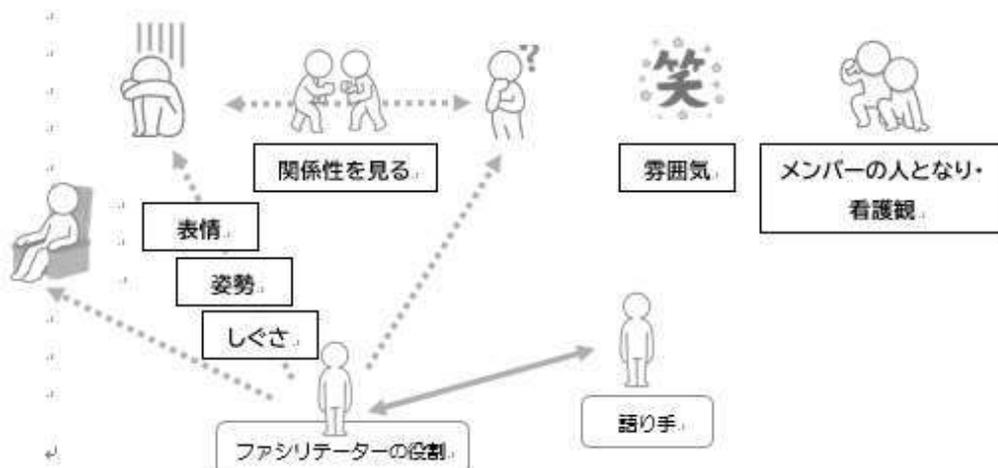 ?
笑
関係性を見る
雰囲気
メンバーの人となり・
看護観
表情
姿勢
しぐさ
語り手
ファシリテーターの役割